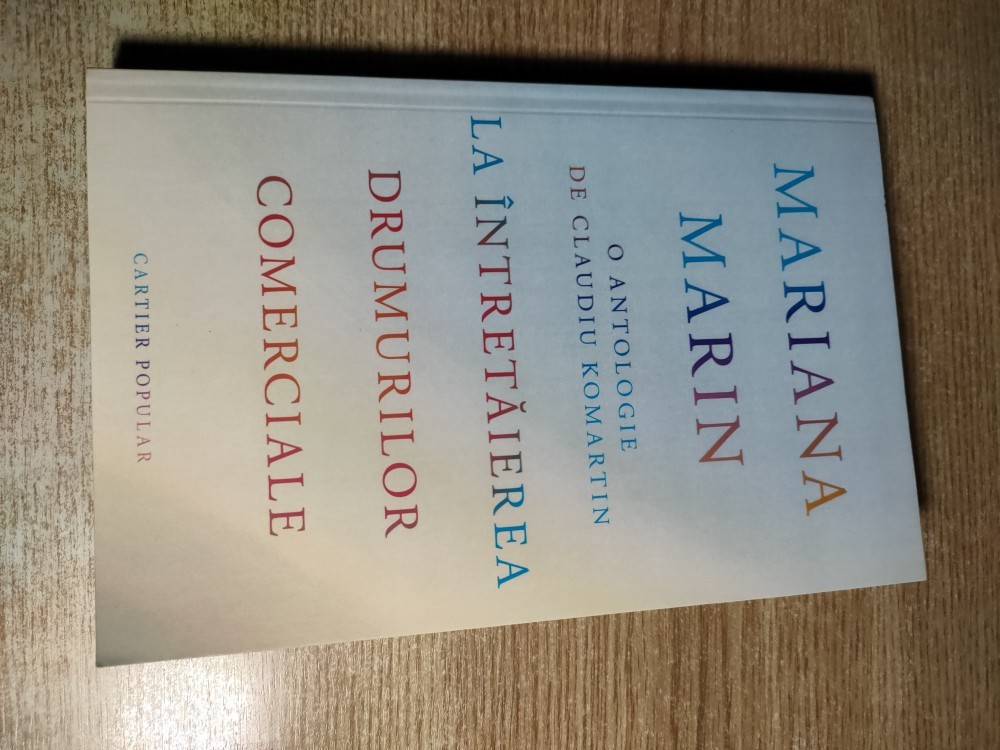 MARIANA
MARIN
O ANTOLOGIE
DE CLAUDIU KOMARTIN
LA ÎNTRETĂIEREA
DRUMURILOR
COMERCIALE
CARTIER POPULAR